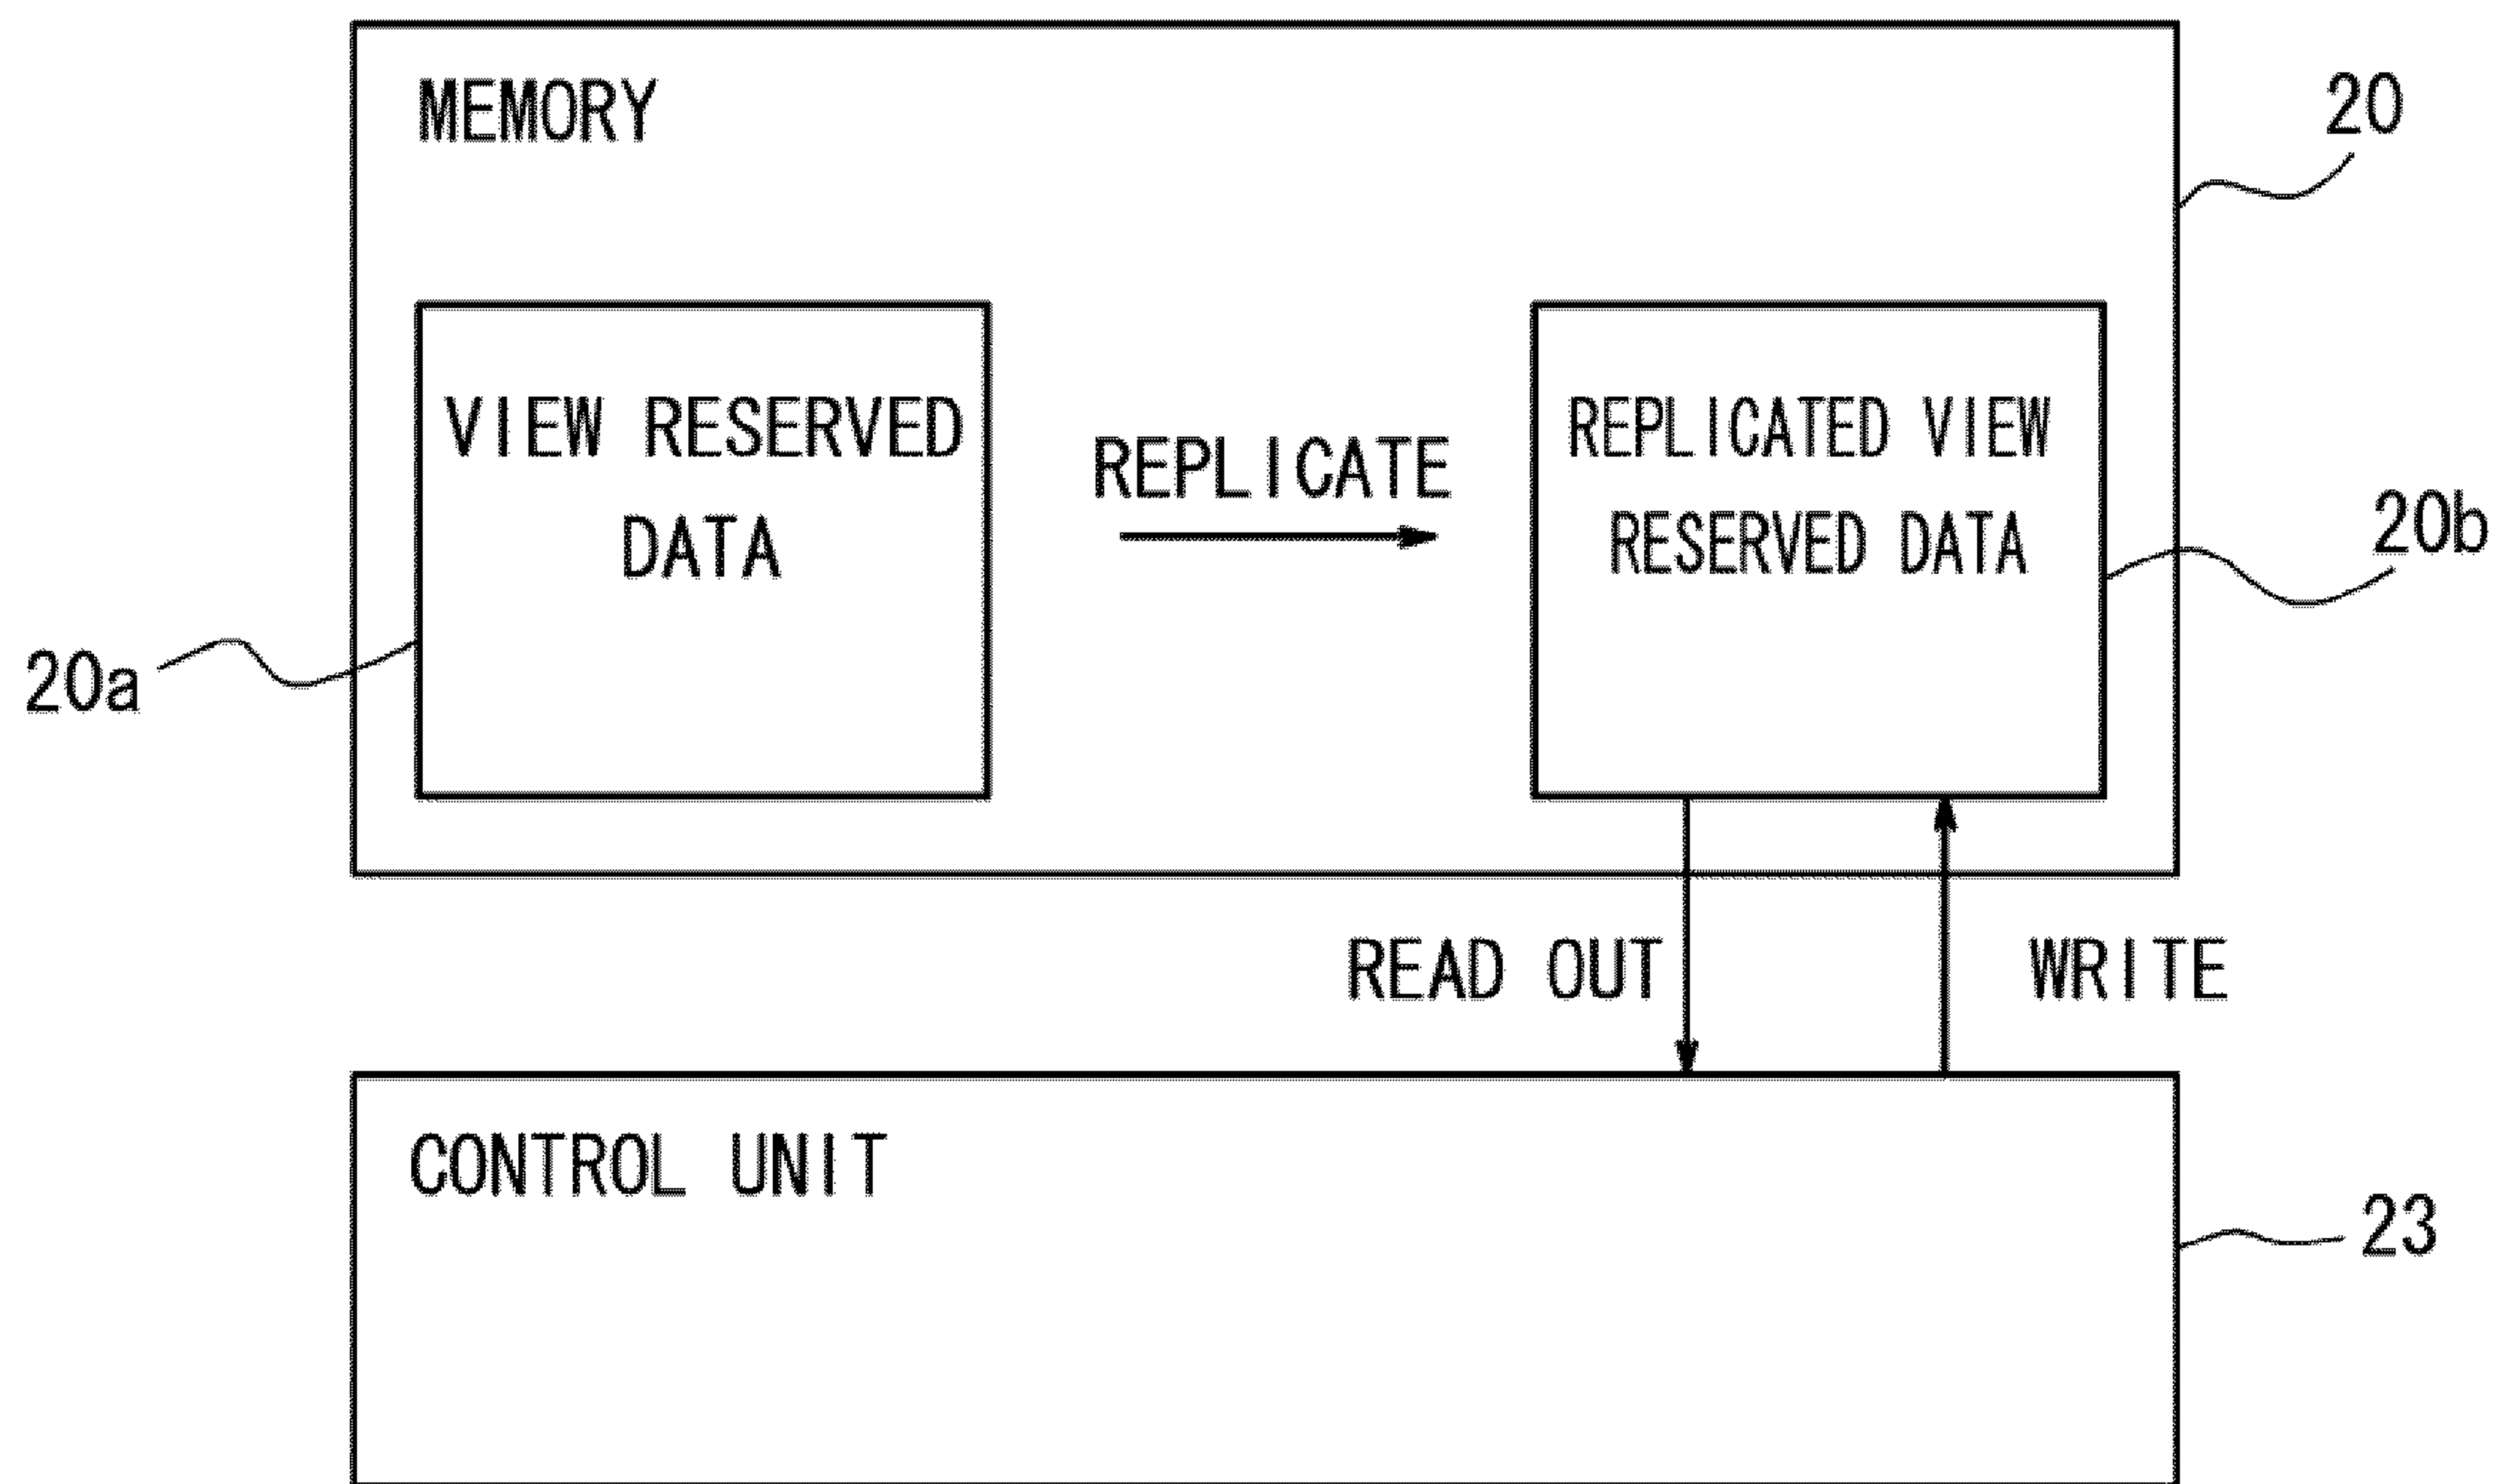 MEMORY
20
VIEW RESERVED
DATA
REPLICATE
REPLICATED VIEW
RESERVED DATA
20b
20a
READ OUT
WRITE
CONTROL UNIT
23